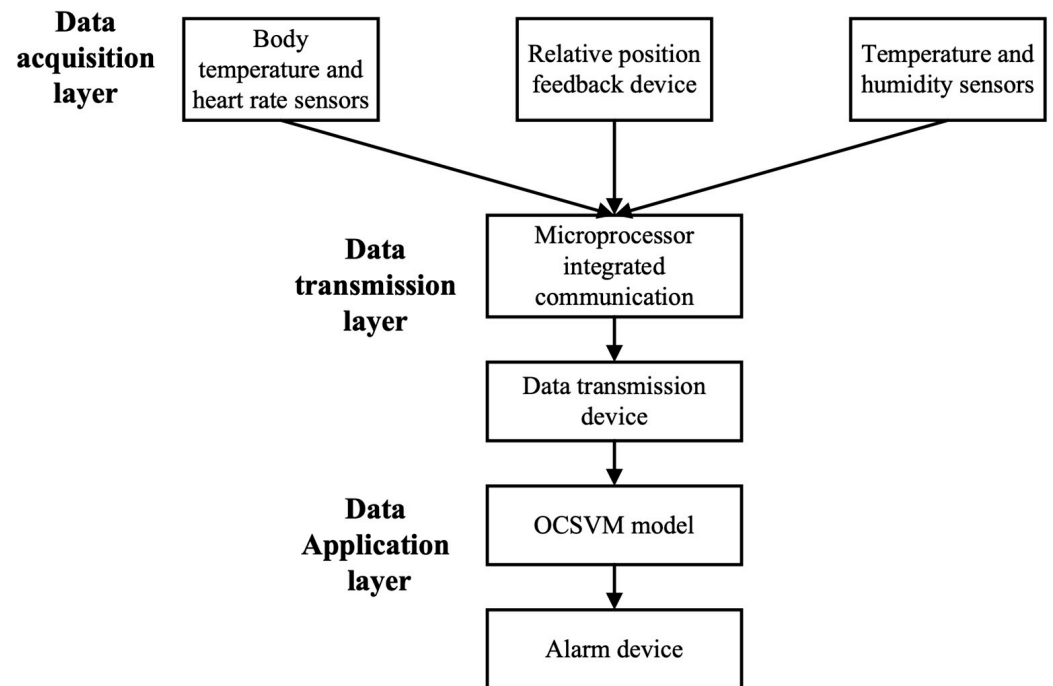 Data
acquisition
layer
Body
temperature and
heart rate sensors
Relative position
feedback device
Temperature and
humidity sensors
Data
transmission
layer
Microprocessor
integrated
communication
Data transmission
device
Data
Application
layer
OCSVM model
Alarm device